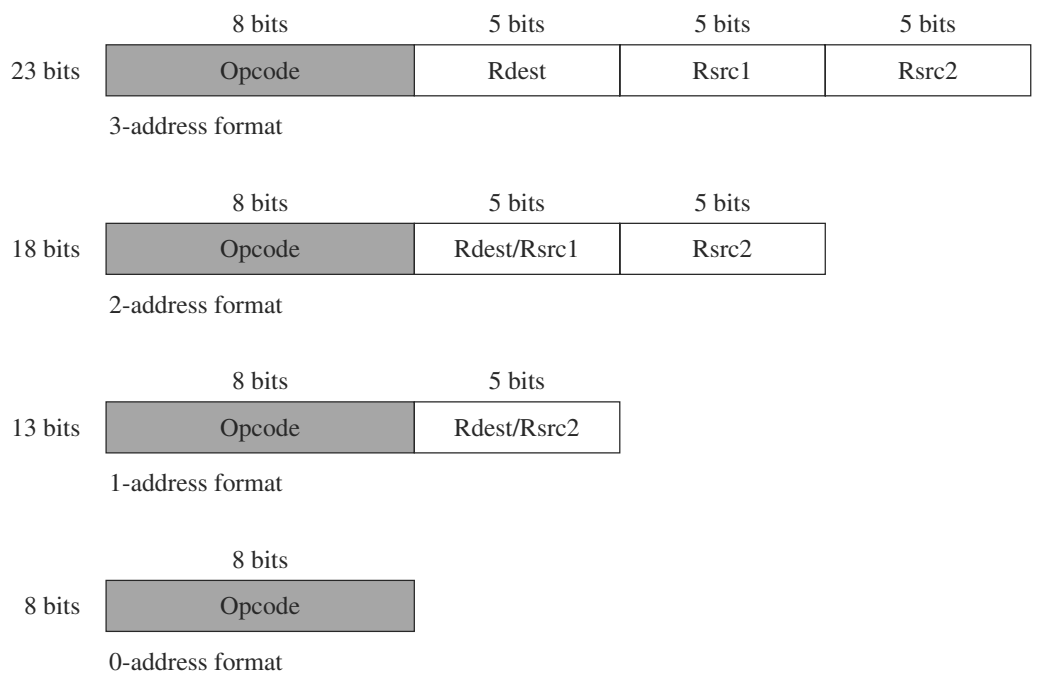 8 bits 5 bits 5 bits 5 bits
23 bits Opcode Rdest Rsrc1 Rsrc2
3-address format
8 bits 5 bits 5 bits
18 bits Opcode Rdest/Rsrc1 Rsrc2
2-address format
8 bits 5 bits
13 bits Opcode Rdest/Rsrc2
1-address format
8 bits
8 bits Opcode
0-address format